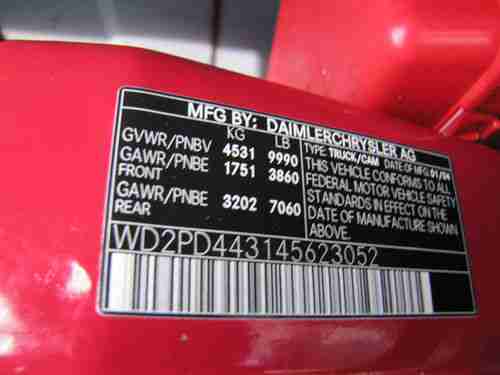 MFG BY: DAIMLERCHRYSLER AG
KG LB
GVWR/PNBV 4531 9990
GAWR/PNBE FRONT 1751 3860
GAWR/PNBE REAR 3202 7060
TYPE: TRUCK/CAM DATE OF MFG. 01/04
THIS VEHICLE CONFORMS TO ALL
FEDERAL MOTOR VEHICLE SAFETY
STANDARDS IN EFFECT ON THE
DATE OF MANUFACTURE SHOWN
ABOVE.
WD2PD443145623052